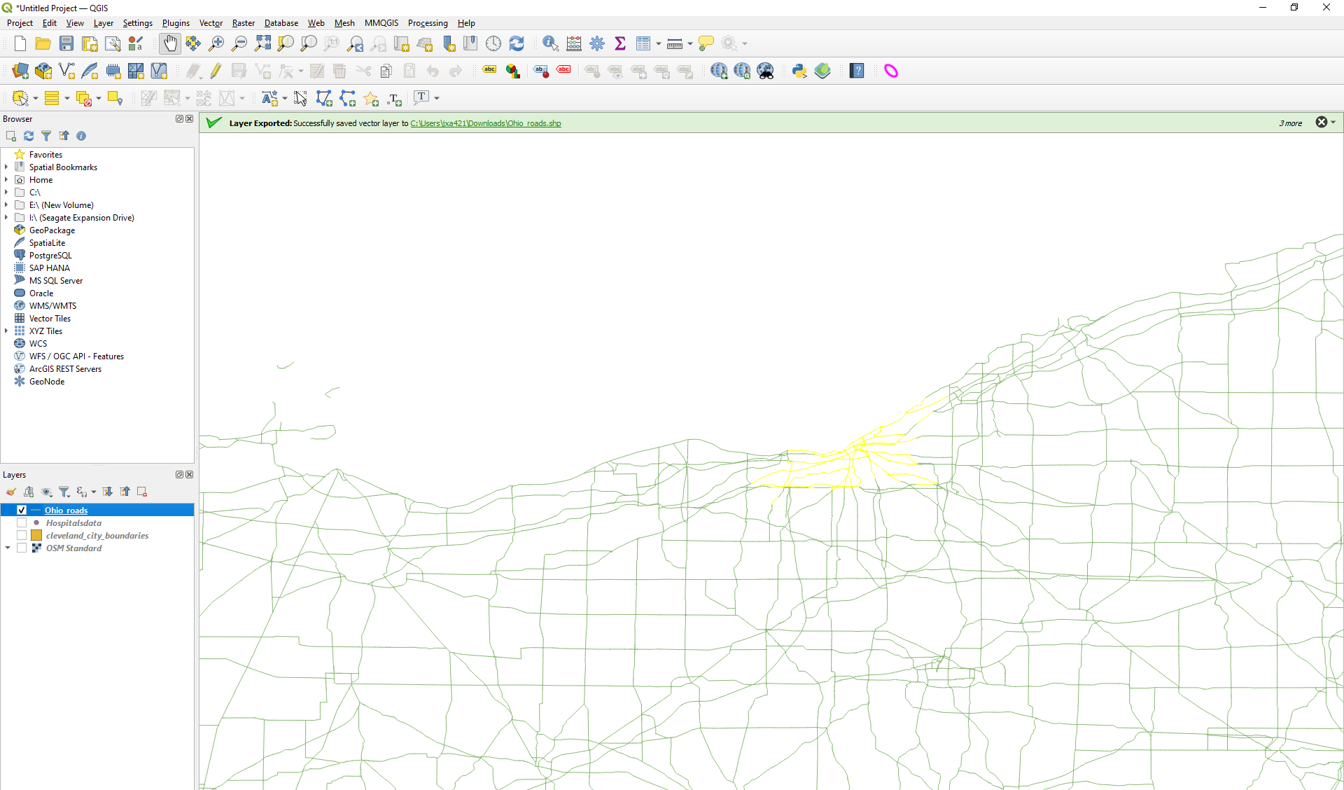 *Untitled Project — QGIS
Project Edit View Layer Settings Plugins Vector Raster Database Web Mesh MMQGIS Processing Help
abc abc abc
Browser
Layer Exported: Successfully saved vector layer to C:\Users\jxa421\Downloads\Ohio_roads.shp 3 more
Favorites
Spatial Bookmarks
Home
C:\
E:\ (New Volume)
I:\ (Seagate Expansion Drive)
GeoPackage
SpatiaLite
PostgreSQL
SAP HANA
MS SQL Server
Oracle
WMS/WMTS
Vector Tiles
XYZ Tiles
WCS
WFS / OGC API - Features
ArcGIS REST Servers
GeoNode
Layers
Ohio_roads
Hospitalsdata
cleveland_city_boundaries
OSM Standard